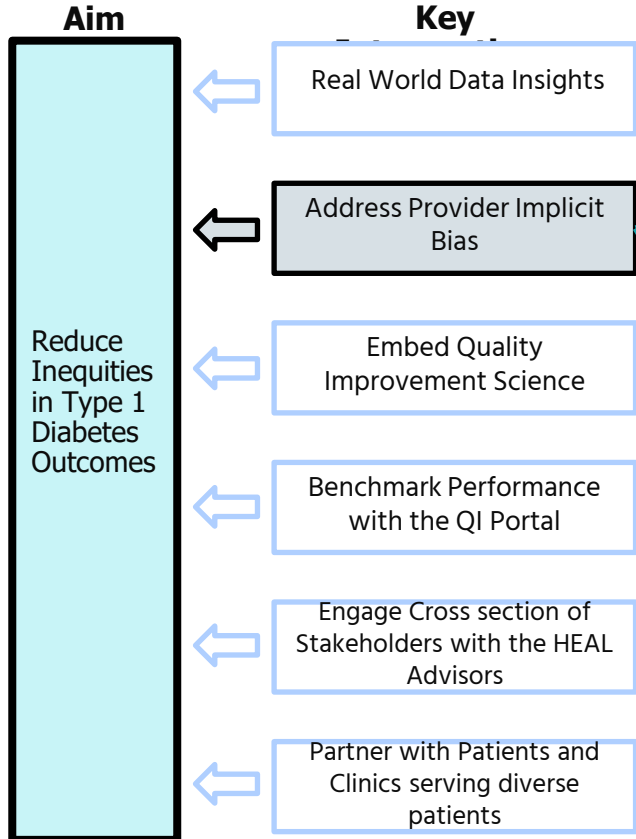 Aim
Key
Real World Data Insights
Address Provider Implicit
Bias
Reduce
Inequities
in Type 1
Diabetes
Outcomes
Embed Quality
Improvement Science
Benchmark Performance
with the QI Portal
Engage Cross section of
Stakeholders with the HEAL
Advisors
Partner with Patients and
Clinics serving diverse
patients